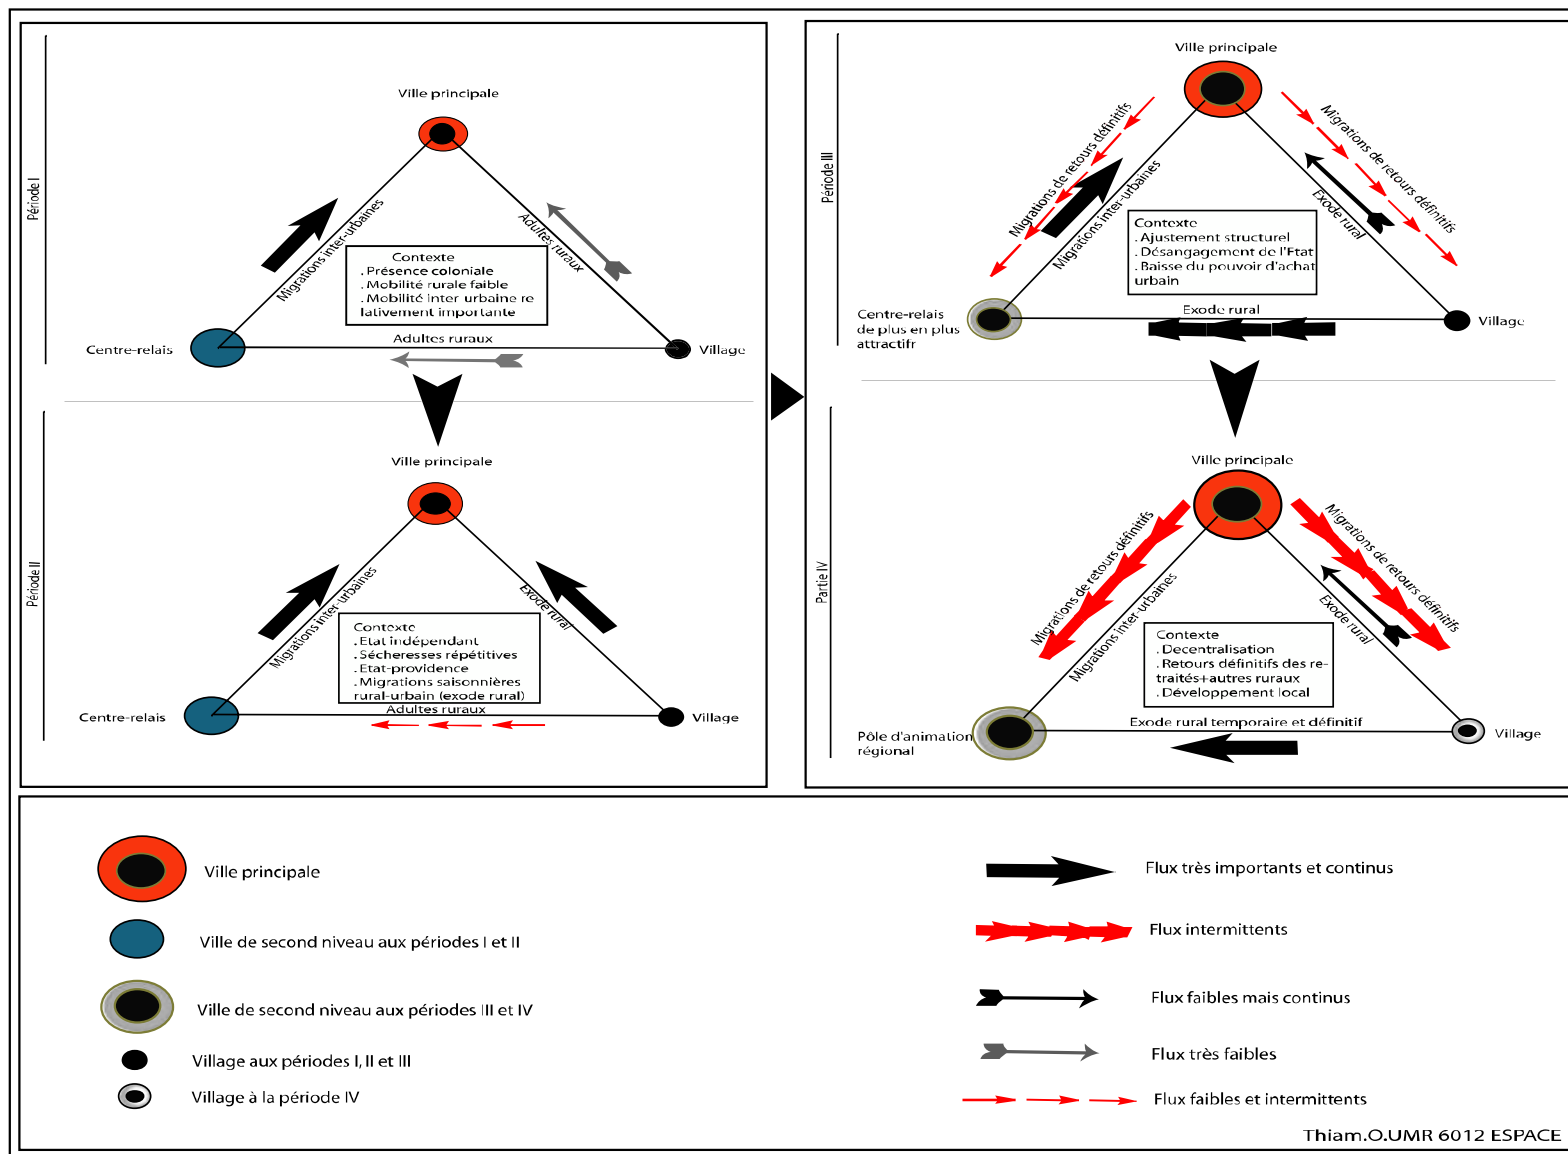 Période I
Ville principale
Migrations inter-urbaines
Adultes ruraux
Contexte
. Présence coloniale
. Mobilité rurale faible
. Mobilité inter-urbaine re
lativement importante
Centre-relais
Adultes ruraux
Village
Période II
Ville principale
Migrations inter-urbaines
Exode rural
Contexte
. Etat indépendant
. Sécheresses répétitives
. Etat-providence
. Migrations saisonnières
rural-urbain (exode rural)
Centre-relais
Adultes ruraux
Village
Période III
Ville principale
Migrations de retours définitifs
Migrations inter-urbaines
Migrations de retours définitifs
Exode rural
Contexte
. Ajustement structurel
. Désangagement de l'Etat
. Baisse du pouvoir d'achat
urbain
Centre-relais
de plus en plus
attractifr
Exode rural
Village
Partie IV
Ville principale
Migrations de retours définitifs
Migrations inter-urbaines
Migrations de retours définitifs
Exode rural
Contexte
. Decentralisation
. Retours définitifs des re-
traités+autres ruraux
. Développement local
Pôle d'animation
régional
Exode rural temporaire et définitif
Village
Ville principale
Ville de second niveau aux périodes I et II
Ville de second niveau aux périodes III et IV
Village aux périodes I, II et III
Village à la période IV
Flux très importants et continus
Flux intermittents
Flux faibles mais continus
Flux très faibles
Flux faibles et intermittents
Thiam.O.UMR 6012 ESPACE